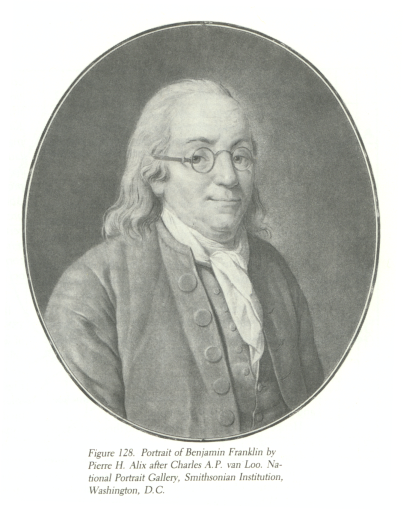 Figure 128. Portrait of Benjamin Franklin by
Pierre H. Alix after Charles A.P. van Loo. Na-
tional Portrait Gallery, Smithsonian Institution,
Washington, D.C.